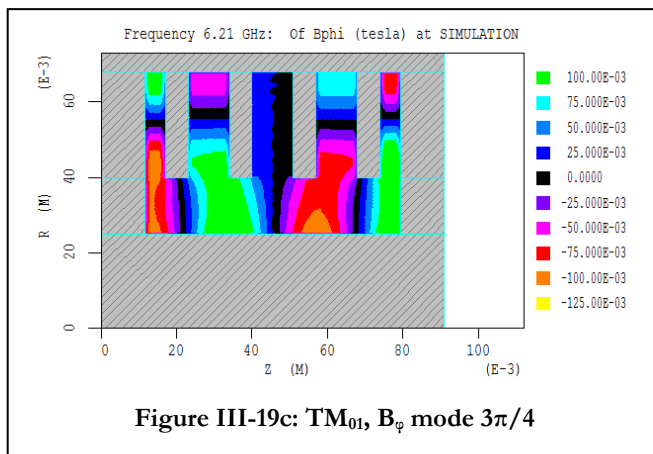 Frequency 6.21 GHz: Of Bphi (tesla) at SIMULATION
(E-3)
60
40
20
0
R (M)
0 20 40 60 80 100
Z (M) (E-3)
100.00E-03
75.000E-03
50.000E-03
25.000E-03
0.0000
-25.000E-03
-50.000E-03
-75.000E-03
-100.00E-03
-125.00E-03
Figure III-19c: TM₀₁, Bᵩ mode 3π/4